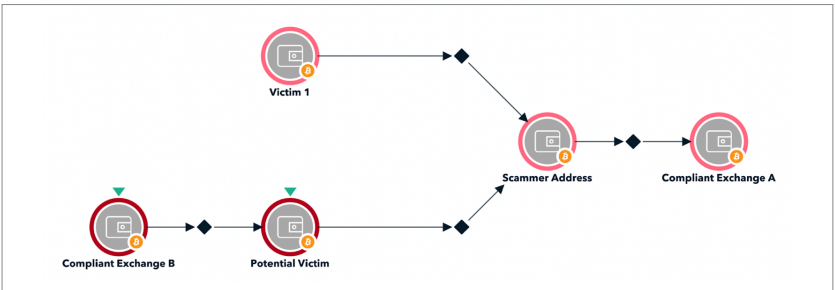 Victim 1
Scammer Address
Compliant Exchange A
Compliant Exchange B
Potential Victim